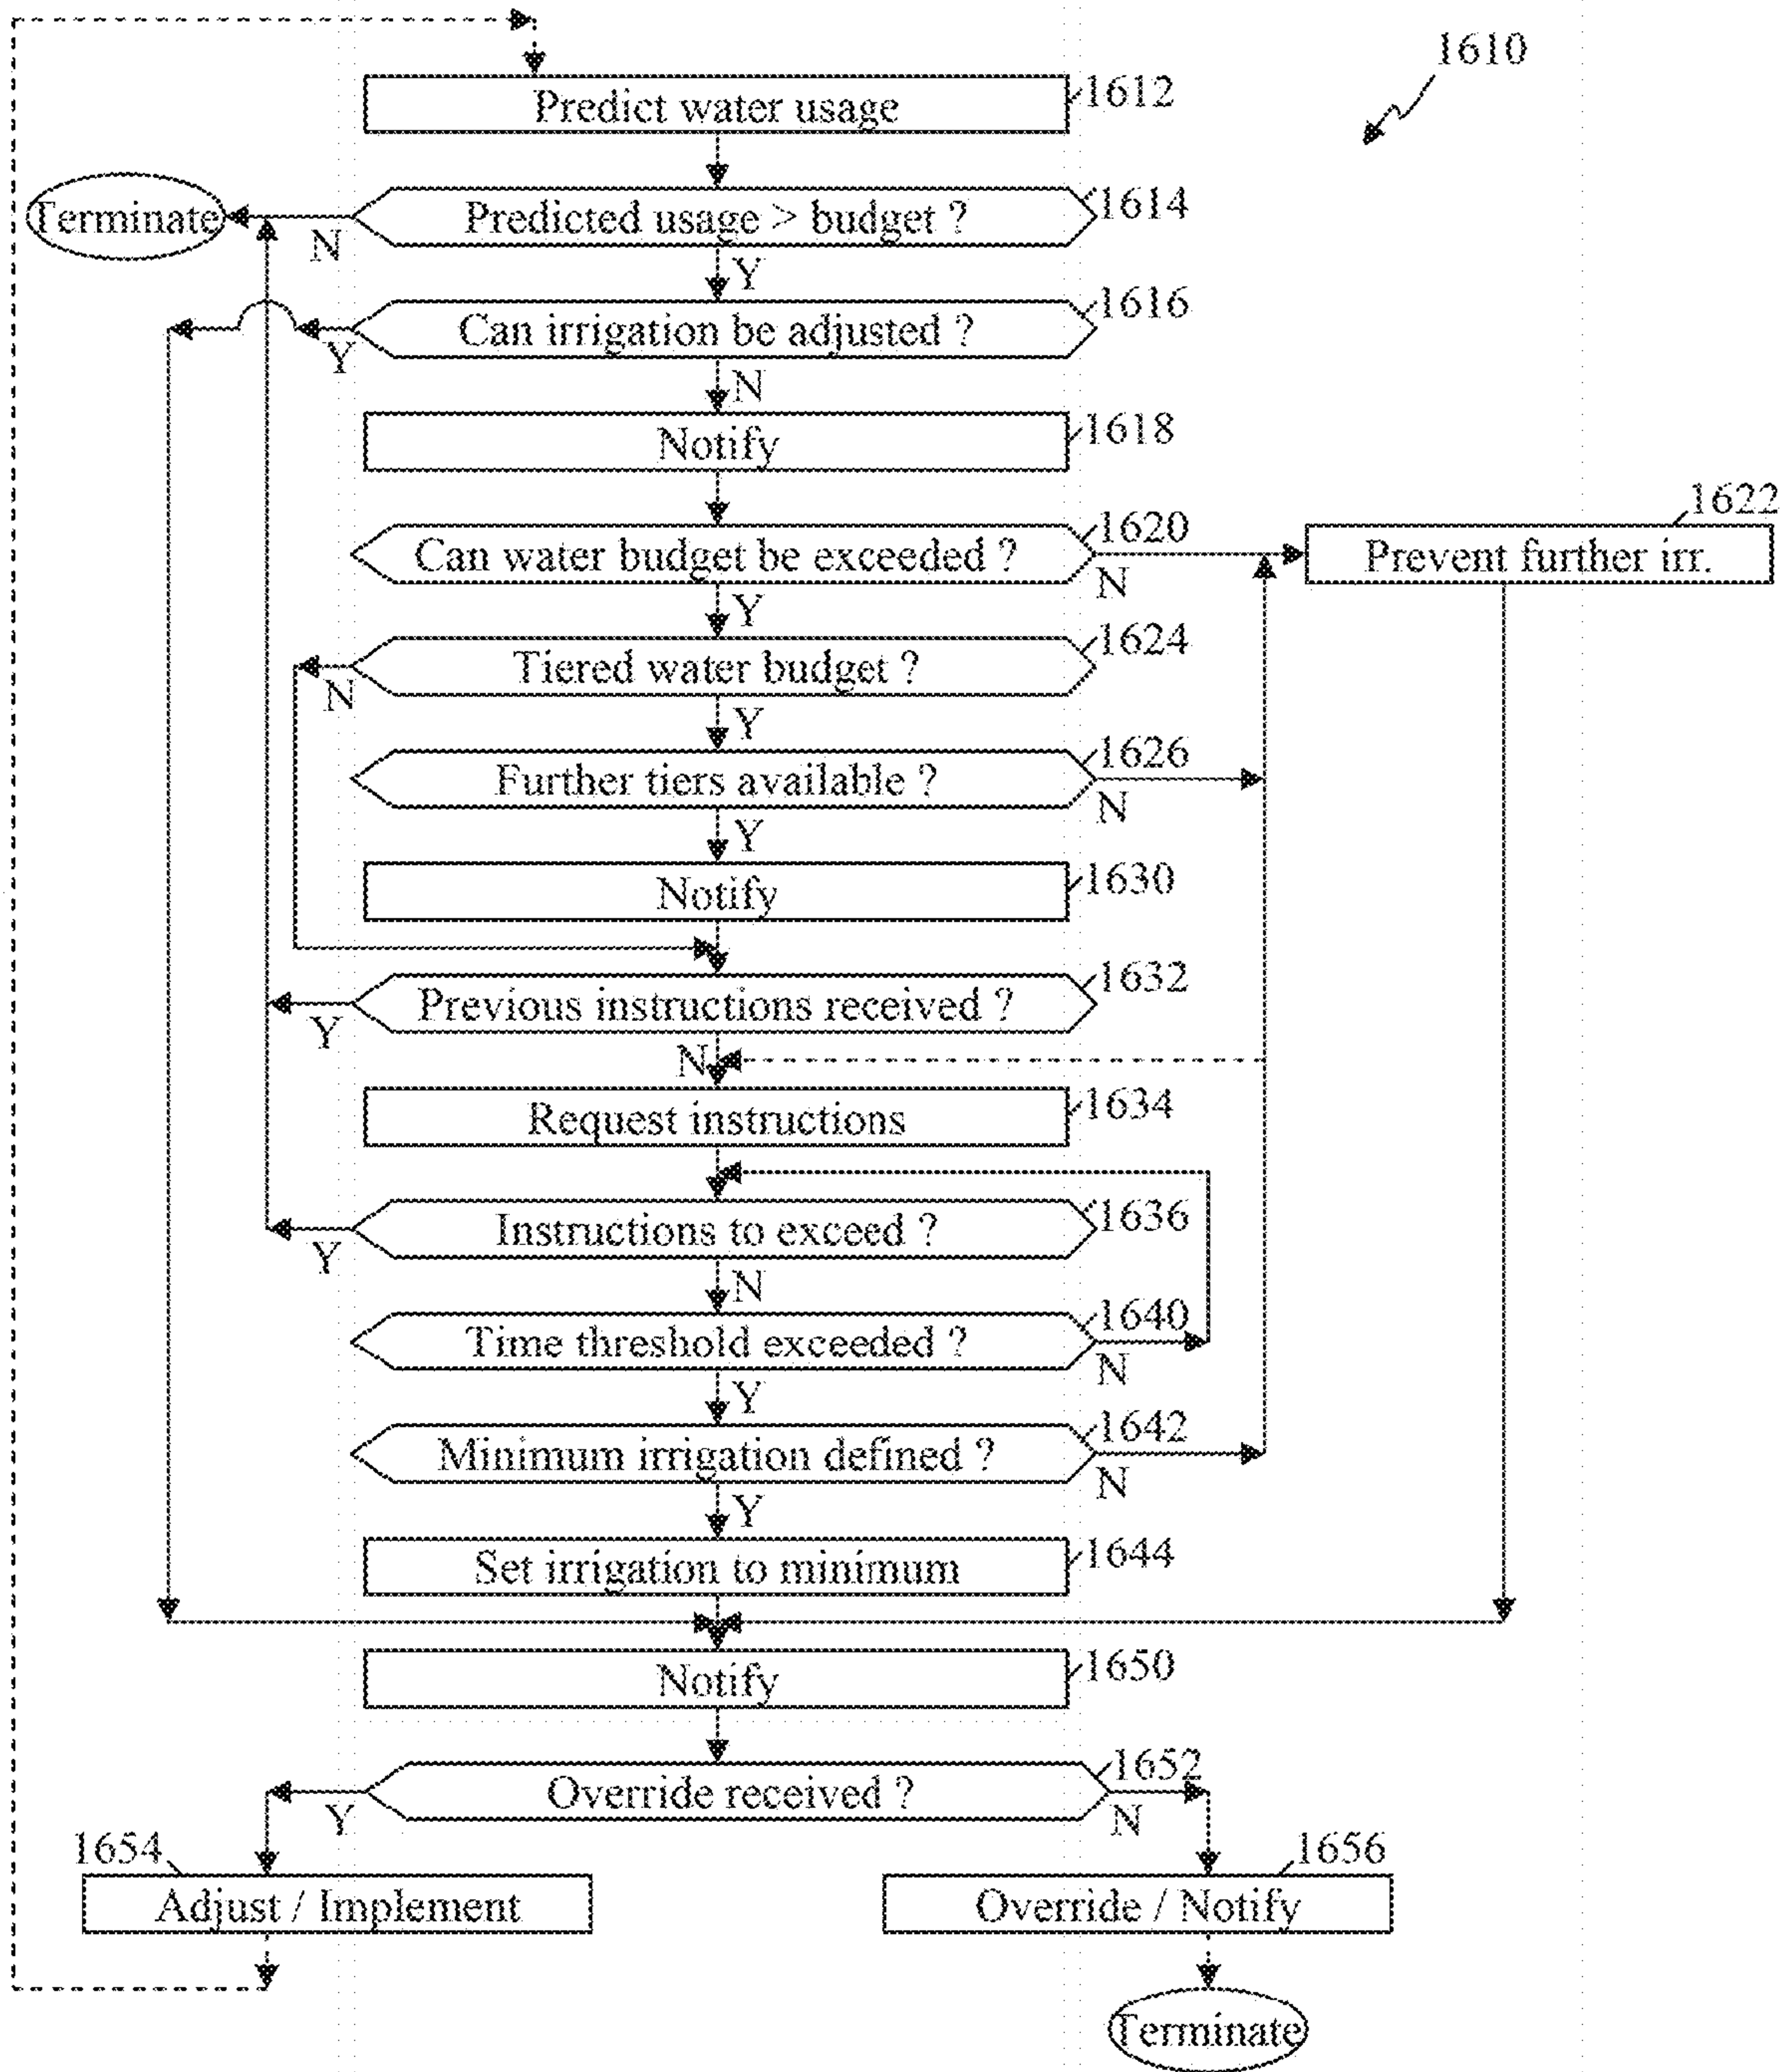 1610
Predict water usage 1612
Terminate
Predicted usage > budget ? 1614
N
Y
Can irrigation be adjusted ? 1616
Y
N
Notify 1618
Can water budget be exceeded ? 1620
N
Y
1622
Prevent further irr.
Tiered water budget ? 1624
N
Y
Further tiers available ? 1626
N
Y
Notify 1630
Previous instructions received ? 1632
Y
N
Request instructions 1634
Instructions to exceed ? 1636
Y
N
Time threshold exceeded ? 1640
N
Y
Minimum irrigation defined ? 1642
N
Y
Set irrigation to minimum 1644
Notify 1650
Override received ? 1652
Y
N
1654
Adjust / Implement
1656
Override / Notify
Terminate